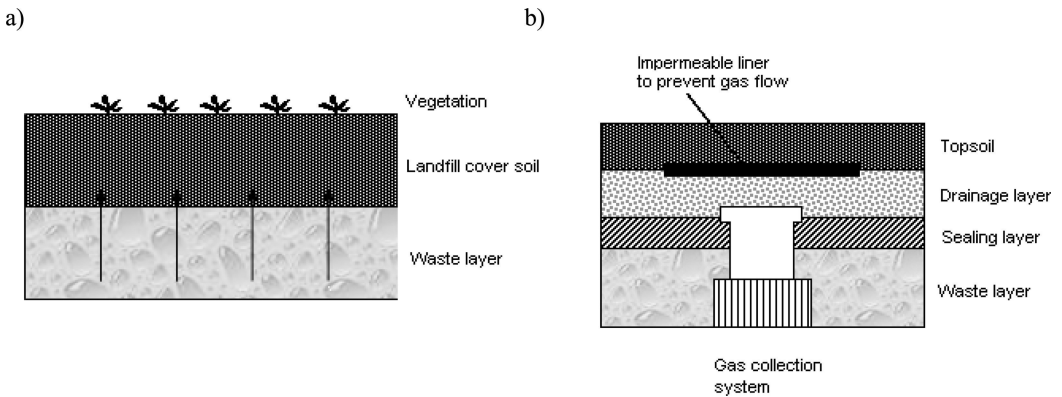 a)
Vegetation
Landfill cover soil
Waste layer
b)
Impermeable liner
to prevent gas flow
Topsoil
Drainage layer
Sealing layer
Waste layer
Gas collection
system